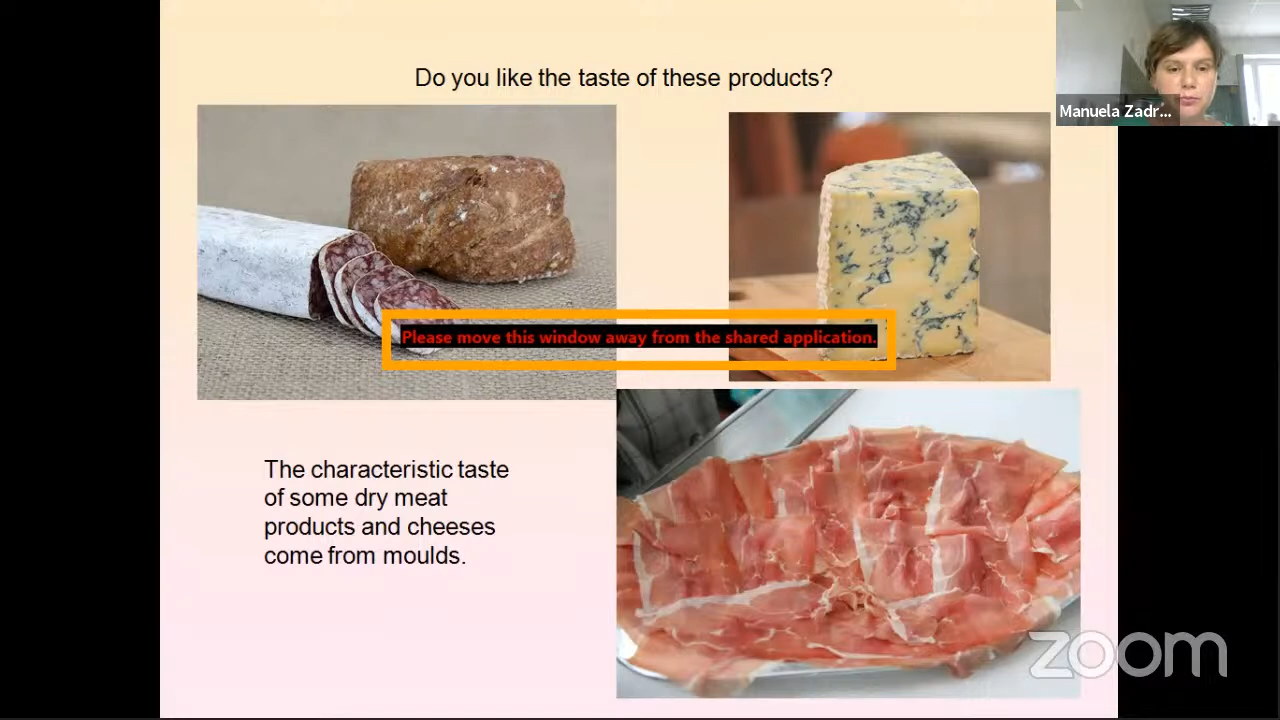 Do you like the taste of these products?
Manuela Zadr...
Please move this window away from the shared application.
The characteristic taste
of some dry meat
products and cheeses
come from moulds.
zoom